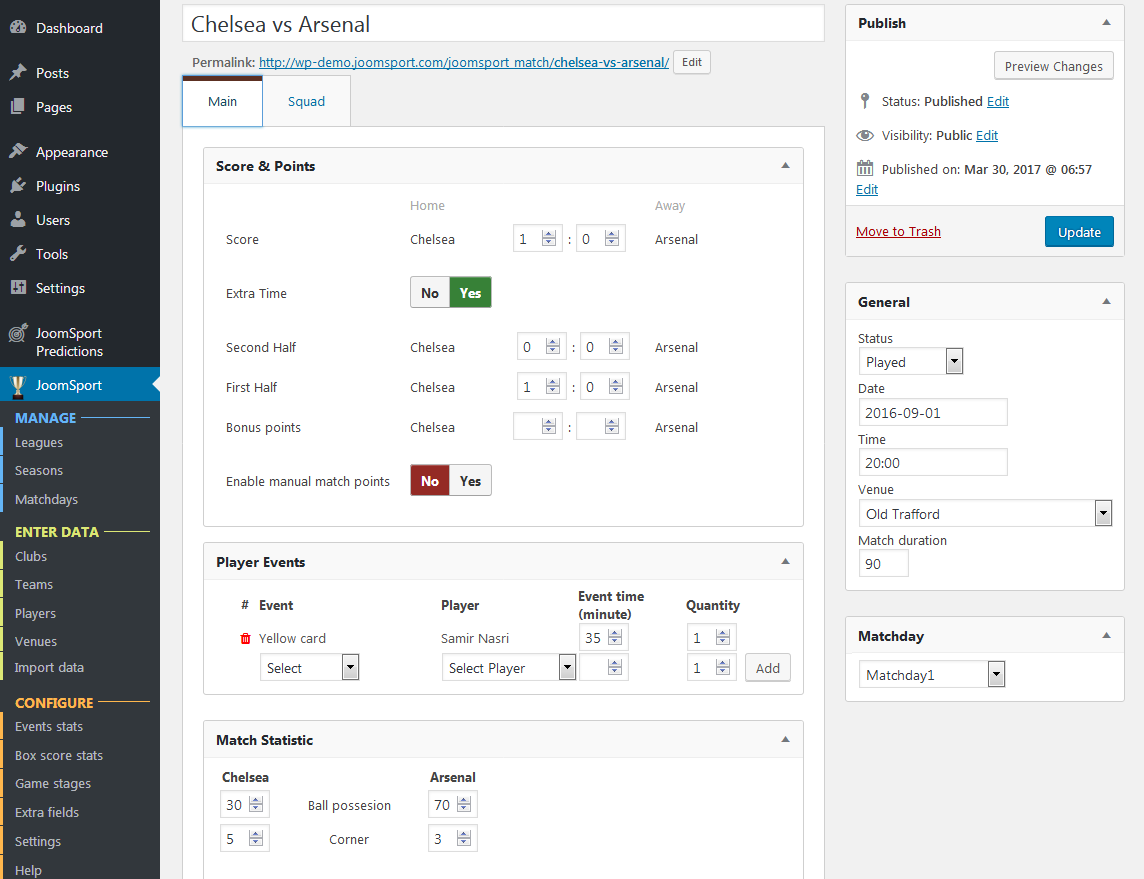 Dashboard
Posts
Pages
Appearance
Plugins
Users
Tools
Settings
JoomSport
Predictions
JoomSport
MANAGE
Leagues
Seasons
Matchdays
ENTER DATA
Clubs
Teams
Players
Venues
Import data
CONFIGURE
Events stats
Box score stats
Game stages
Extra fields
Settings
Help
Chelsea vs Arsenal
Permalink: http://wp-demo.joomsport.com/joomsport_match/chelsea-vs-arsenal/ Edit
Main Squad
Score & Points
Home Away
Score Chelsea 1 : 0 Arsenal
Extra Time No Yes
Second Half Chelsea 0 : 0 Arsenal
First Half Chelsea 1 : 0 Arsenal
Bonus points Chelsea : Arsenal
Enable manual match points No Yes
Player Events
# Event Player Event time (minute) Quantity
Yellow card Samir Nasri 35 1
Select Select Player 1 Add
Match Statistic
Chelsea Arsenal
30 Ball possesion 70
5 Corner 3
Publish
Preview Changes
Status: Published Edit
Visibility: Public Edit
Published on: Mar 30, 2017 @ 06:57
Edit
Move to Trash Update
General
Status
Played
Date
2016-09-01
Time
20:00
Venue
Old Trafford
Match duration
90
Matchday
Matchday1